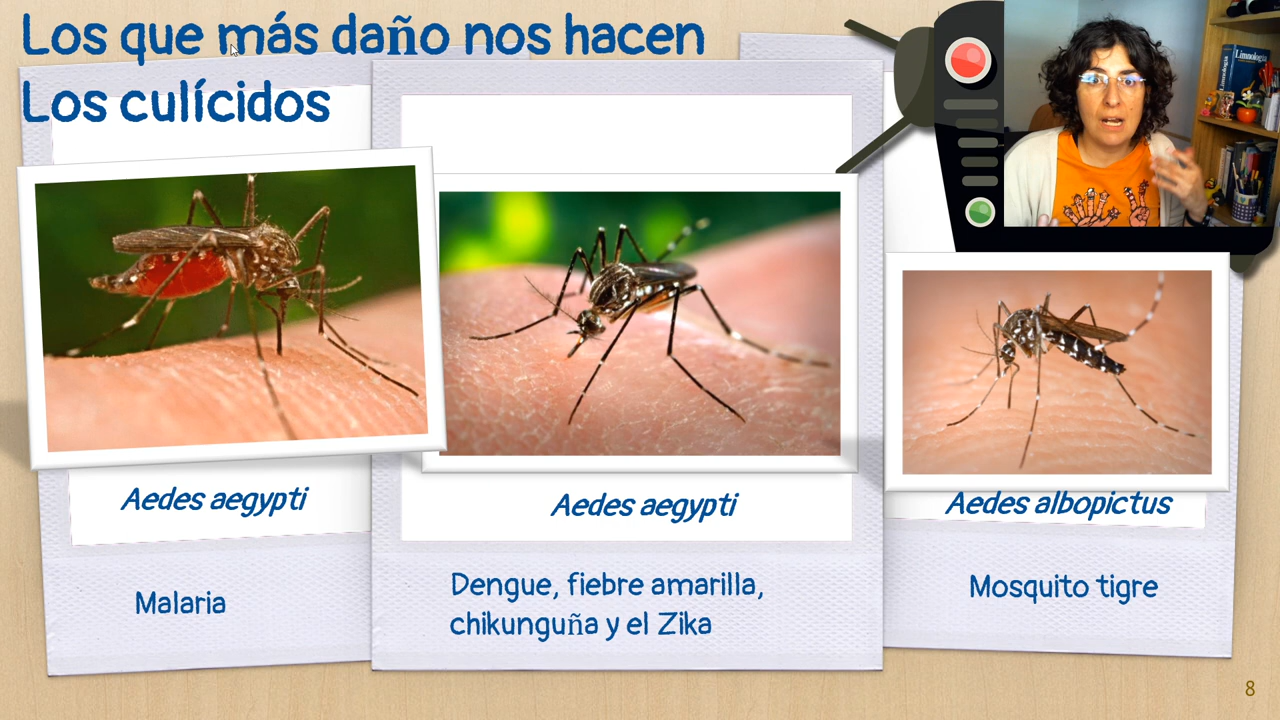 Los que más daño nos hacen
Los culícidos
Limnología
Aedes aegypti
Aedes aegypti
Aedes albopictus
Malaria
Dengue, fiebre amarilla,
chikunguña y el Zika
Mosquito tigre
8